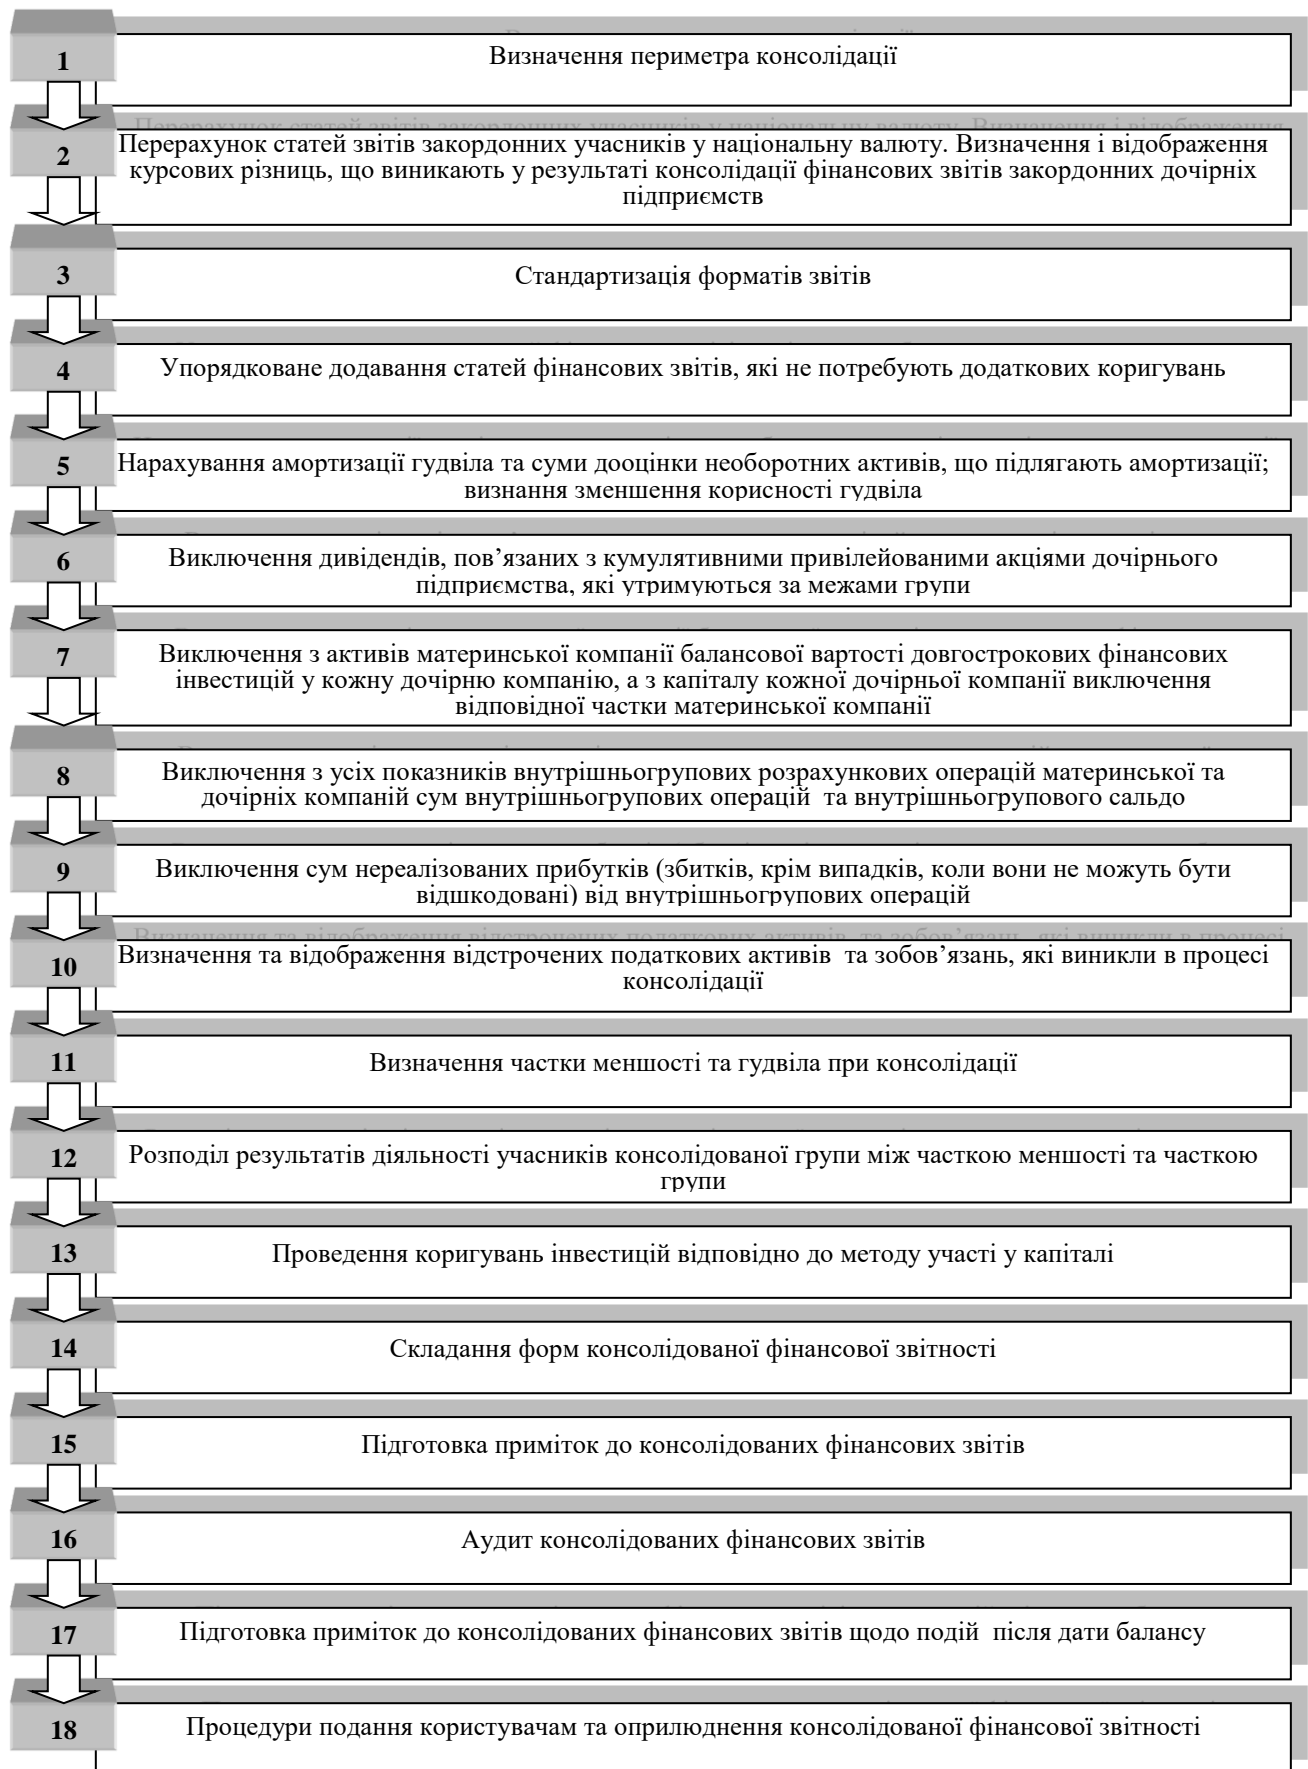 1
Визначення периметра консолідації
2
Перерахунок статей звітів закордонних учасників у національну валюту. Визначення і відображення
курсових різниць, що виникають у результаті консолідації фінансових звітів закордонних дочірніх
підприємств
3
Стандартизація форматів звітів
4
Упорядковане додавання статей фінансових звітів, які не потребують додаткових коригувань
5
Нарахування амортизації гудвіла та суми дооцінки необоротних активів, що підлягають амортизації;
визнання зменшення корисності гудвіла
6
Виключення дивідендів, пов’язаних з кумулятивними привілейованими акціями дочірнього
підприємства, які утримуються за межами групи
7
Виключення з активів материнська компанії балансової вартості довгострокових фінансових
інвестицій у кожну дочірню компанію, а з капіталу кожної дочірньої компанії виключення
відповідної частки материнської компанії
8
Виключення з усіх показників внутрішньогрупових розрахункових операцій материнської та
дочірніх компаній сум внутрішньогрупових операцій та внутрішньогрупового сальдо
9
Виключення сум нереалізованих прибутків (збитків, крім випадків, коли вони не можуть бути
відшкодовані) від внутрішньогрупових операцій
10
Визначення та відображення відстрочених податкових активів та зобов’язань, які виникли в процесі
консолідації
11
Визначення частки меншості та гудвіла при консолідації
12
Розподіл результатів діяльності учасників консолідованої групи між часткою меншості та часткою
групи
13
Проведення коригувань інвестицій відповідно до методу участі у капіталі
14
Складання форм консолідованої фінансової звітності
15
Підготовка приміток до консолідованих фінансових звітів
16
Аудит консолідованих фінансових звітів
17
Підготовка приміток до консолідованих фінансових звітів щодо подій після дати балансу
18
Процедури подання користувачам та оприлюднення консолідованої фінансової звітності